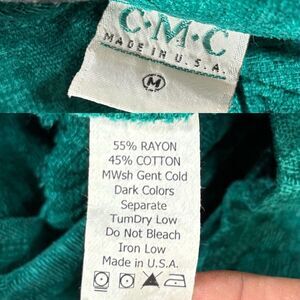 C·M·C
MADE IN U.S.A.
M
55% RAYON
45% COTTON
MWsh Gent Cold
Dark Colors
Separate
TumDry Low
Do Not Bleach
Iron Low
Made in U.S.A.